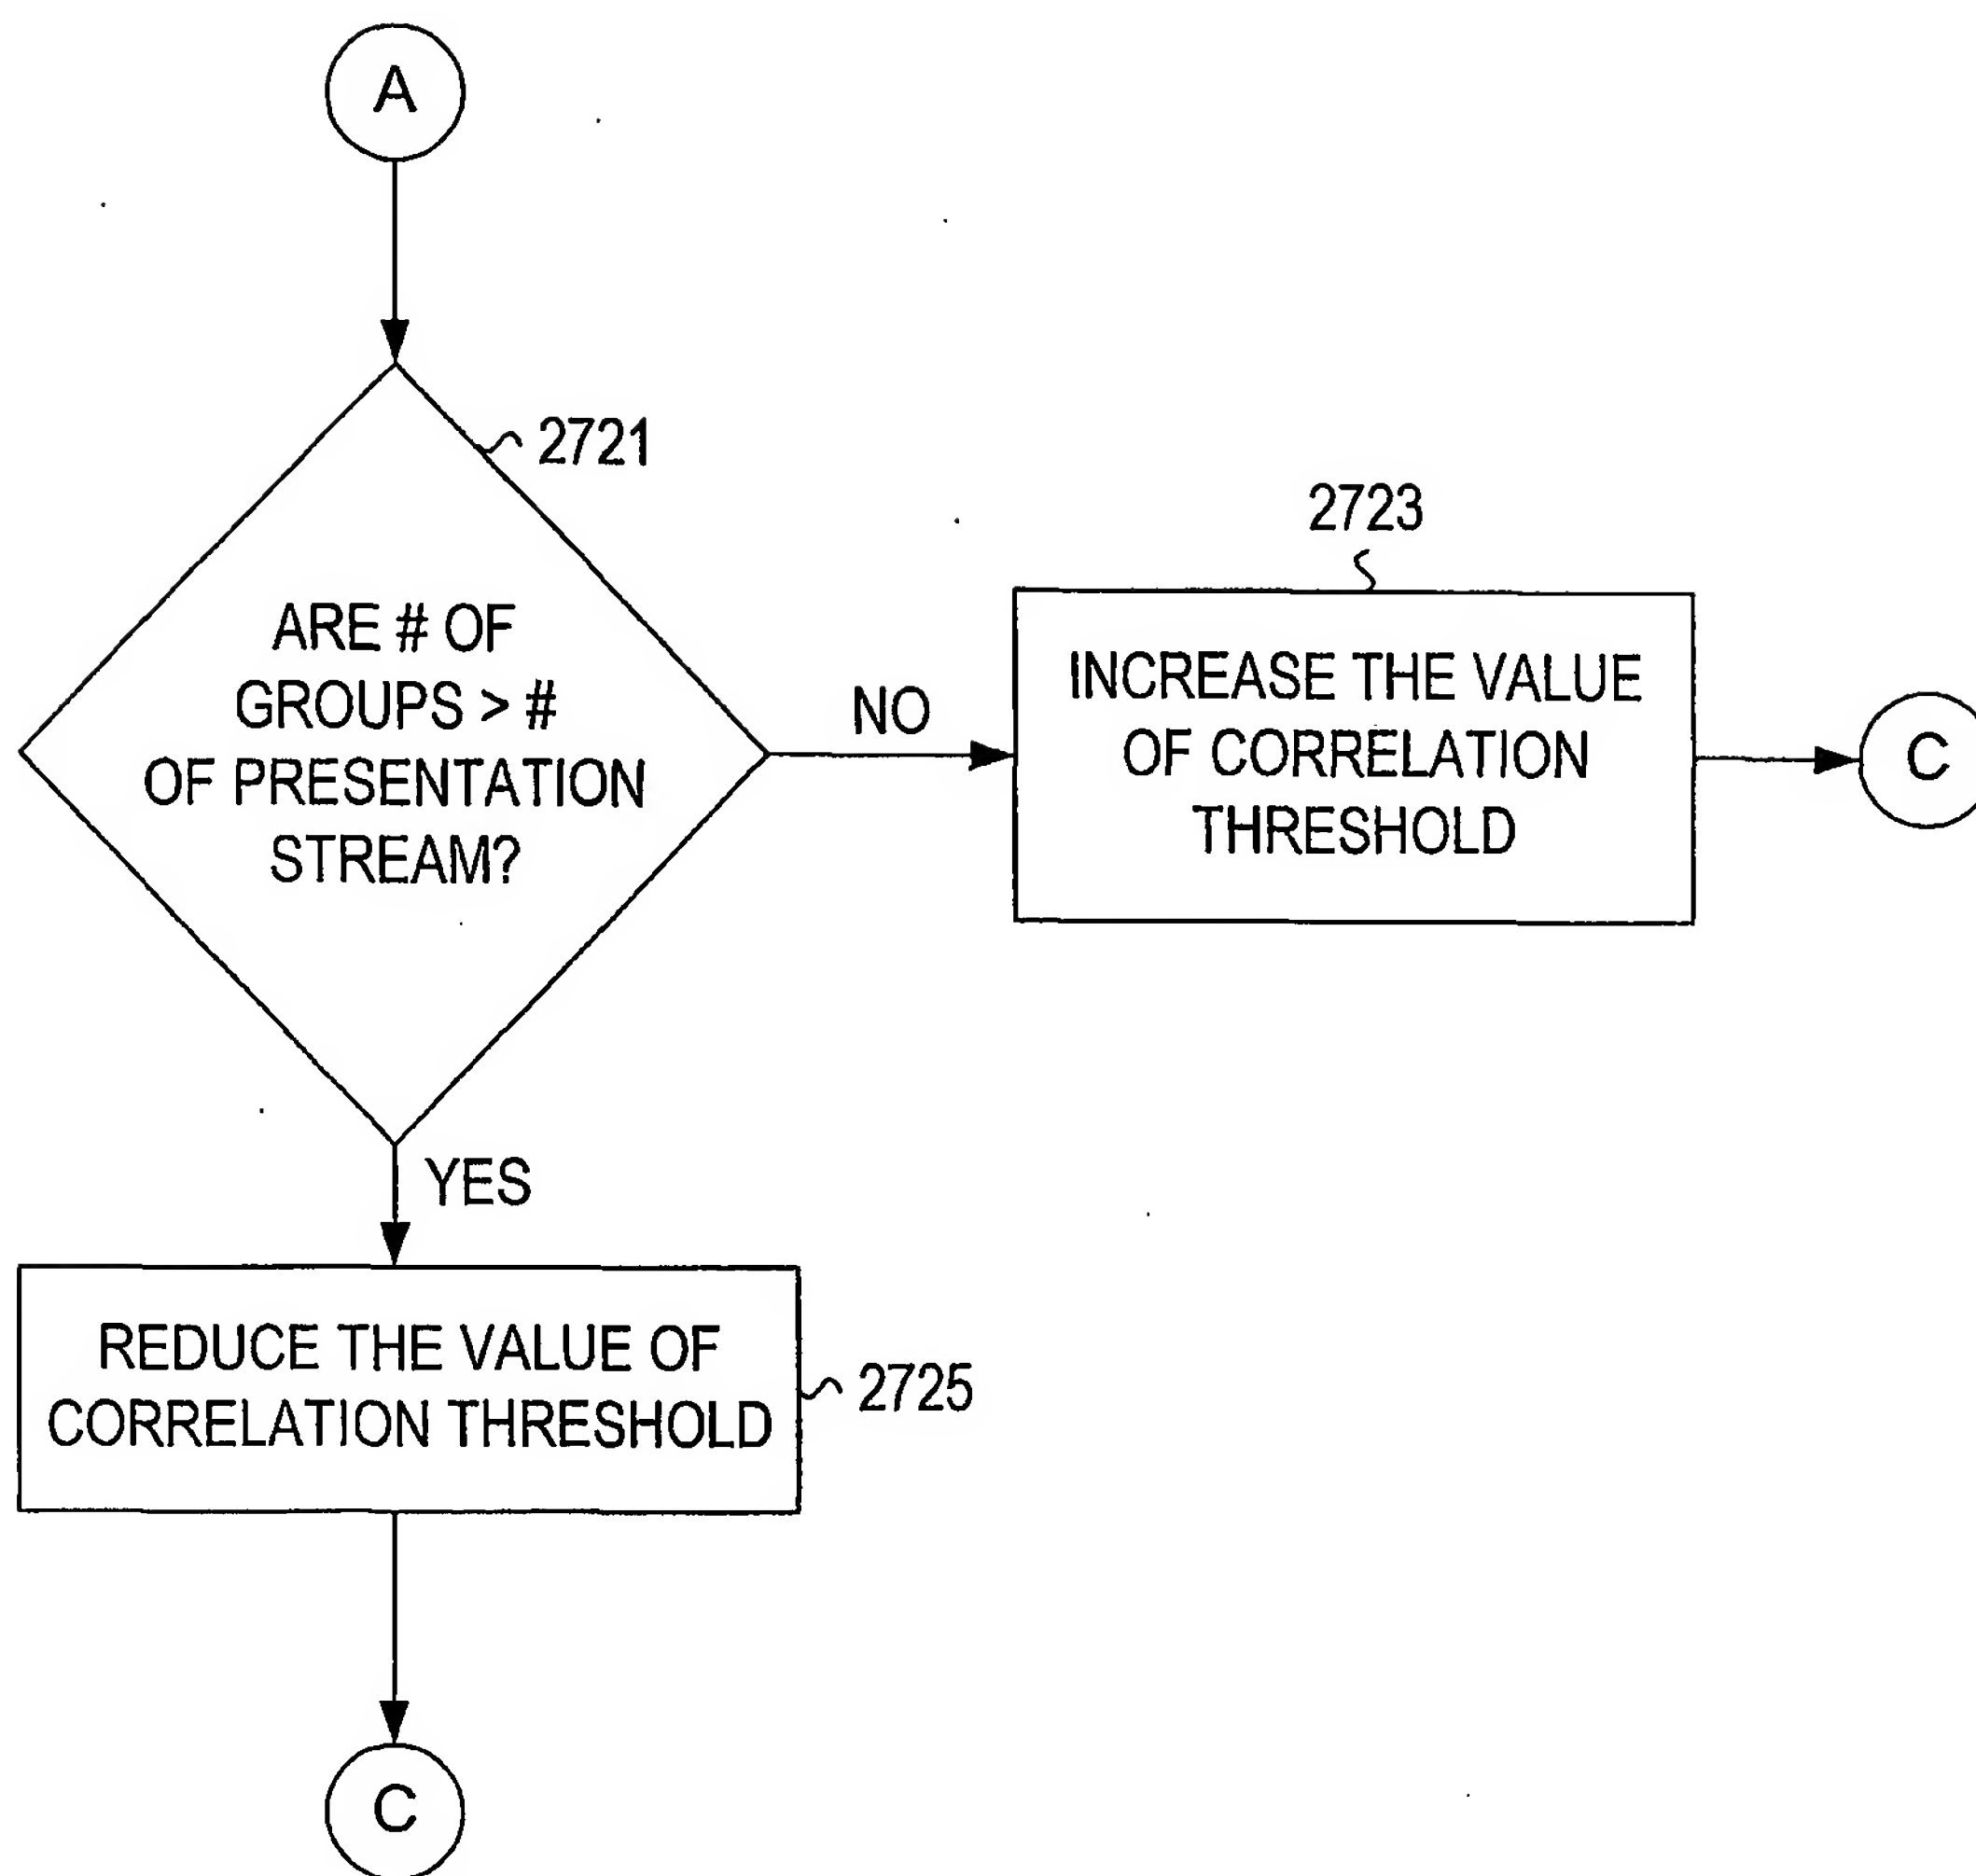 A
2721
ARE # OF
GROUPS > #
OF PRESENTATION
STREAM?
NO
2723
INCREASE THE VALUE
OF CORRELATION
THRESHOLD
C
YES
REDUCE THE VALUE OF
CORRELATION THRESHOLD
2725
C